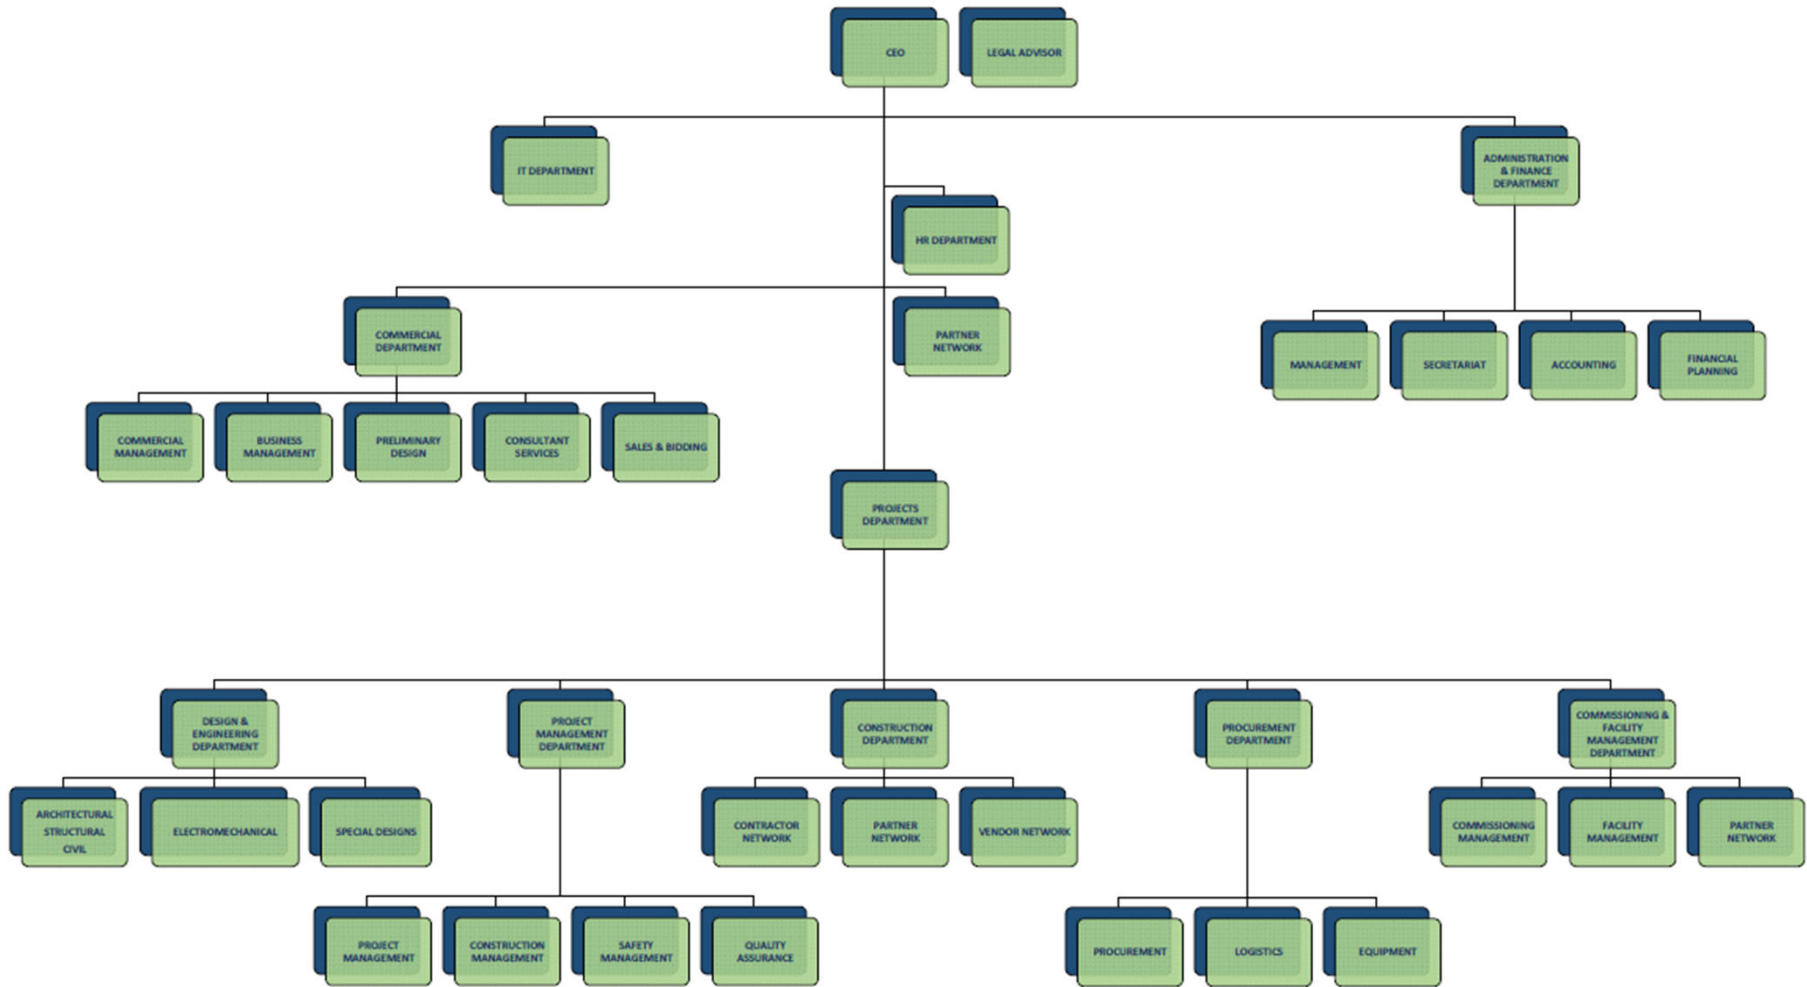 CEO
LEGAL ADVISOR
IT DEPARTMENT
ADMINISTRATION
& FINANCE
DEPARTMENT
HR DEPARTMENT
COMMERCIAL
DEPARTMENT
PARTNER
NETWORK
MANAGEMENT
SECRETARIAT
ACCOUNTING
FINANCIAL
PLANNING
COMMERCIAL
MANAGEMENT
BUSINESS
MANAGEMENT
PRELIMINARY
DESIGN
CONSULTANT
SERVICES
SALES & BIDDING
PROJECTS
DEPARTMENT
DESIGN &
ENGINEERING
DEPARTMENT
PROJECT
MANAGEMENT
DEPARTMENT
CONSTRUCTION
DEPARTMENT
PROCUREMENT
DEPARTMENT
COMMISSIONING &
FACILITY
MANAGEMENT
DEPARTMENT
ARCHITECTURAL
STRUCTURAL
CIVIL
ELECTROMECHANICAL
SPECIAL DESIGNS
CONTRACTOR
NETWORK
PARTNER
NETWORK
VENDOR NETWORK
COMMISSIONING
MANAGEMENT
FACILITY
MANAGEMENT
PARTNER
NETWORK
PROJECT
MANAGEMENT
CONSTRUCTION
MANAGEMENT
SAFETY
MANAGEMENT
QUALITY
ASSURANCE
PROCUREMENT
LOGISTICS
EQUIPMENT